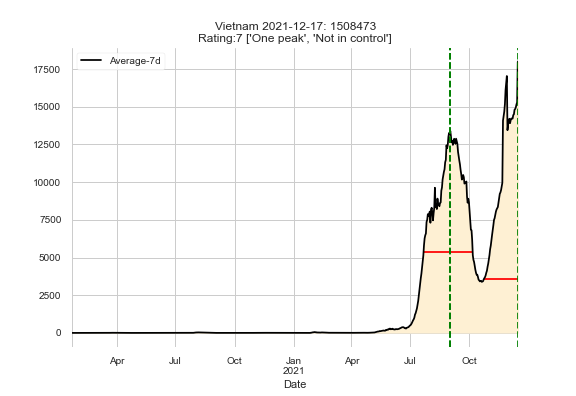 Vietnam 2021-12-17: 1508473
Rating:7 ['One peak', 'Not in control']
Average-7d
17500
15000
12500
10000
7500
5000
2500
0
Apr
Jul
Oct
Jan
2021
Apr
Jul
Oct
Date